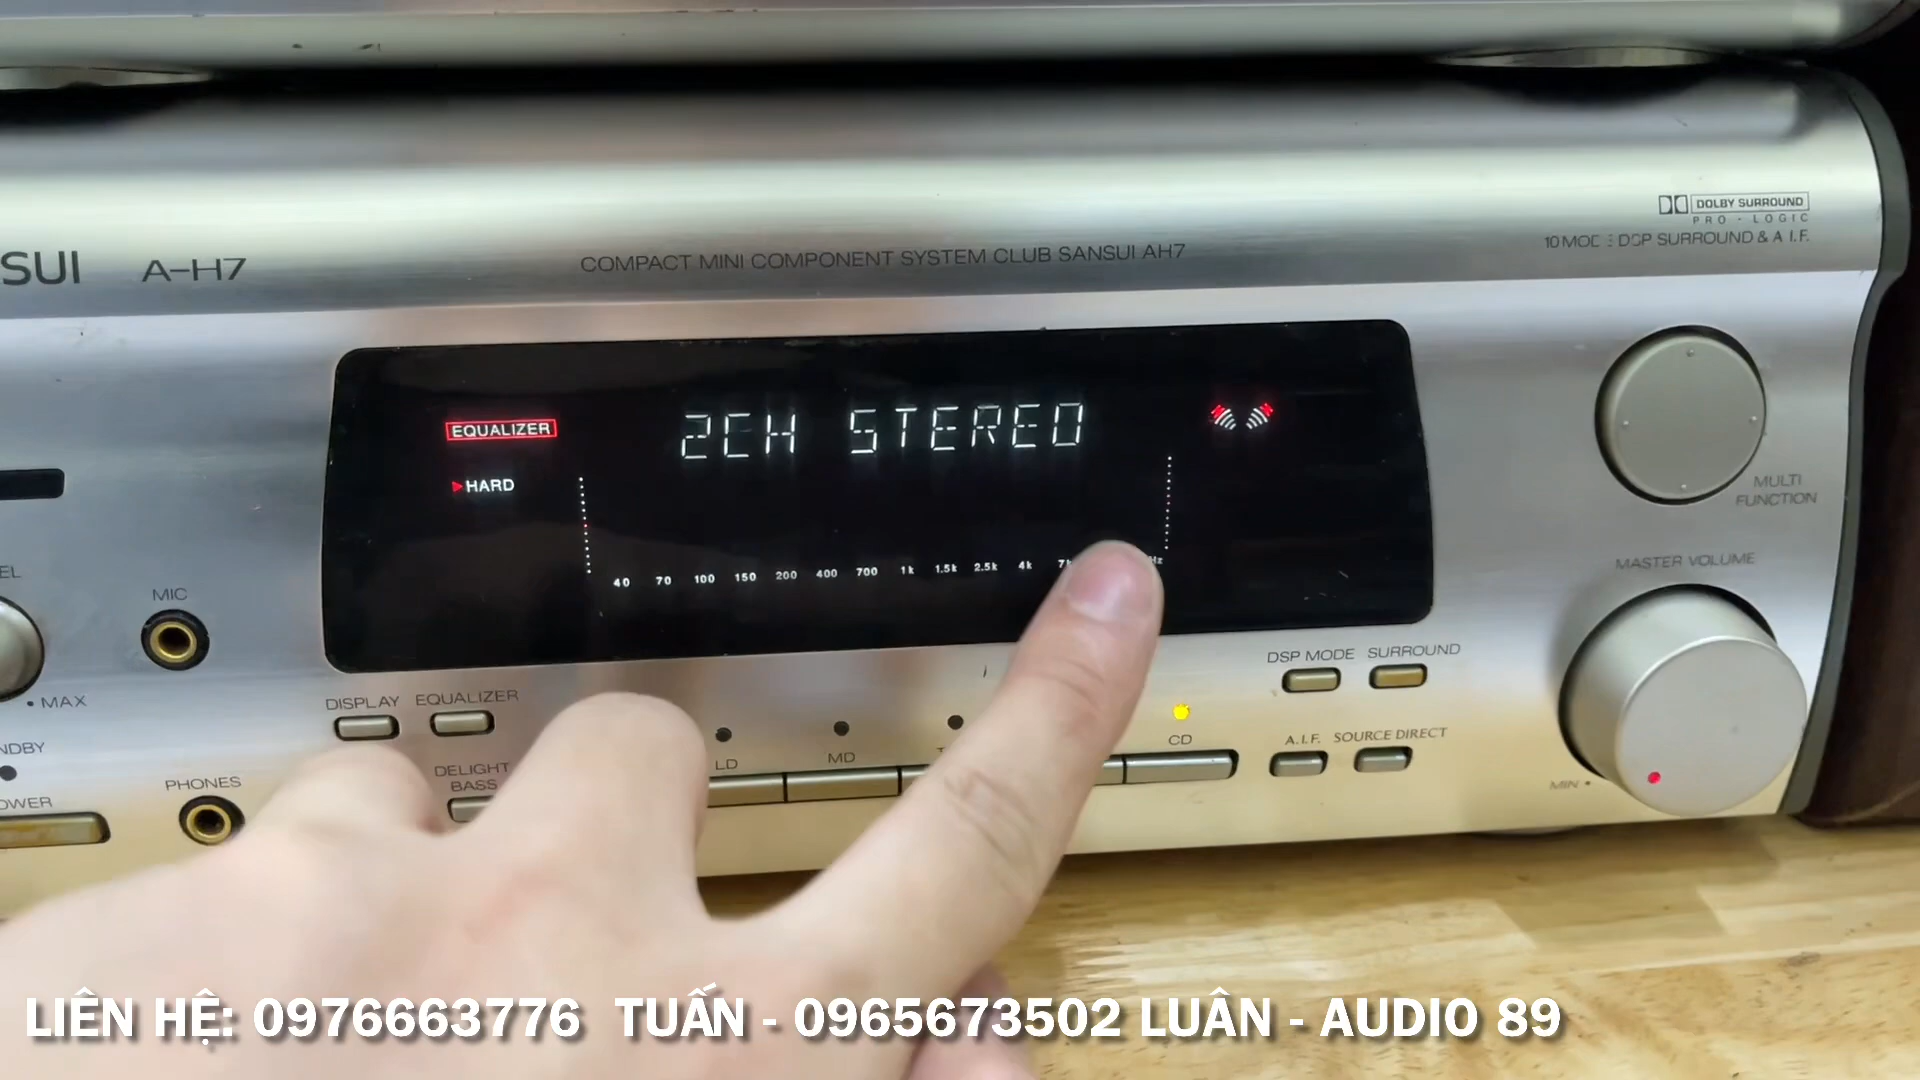 SUI A-H7
COMPACT MINI COMPONENT SYSTEM CLUB SANSUI AH7
DOLBY SURROUND
PRO · LOGIC
DSP SURROUND & A.I.F.
EQUALIZER
2CH STEREO
HARD
40 70 100 150 200 400 700 1k 1.5k 2.5k 4k
MULTI
FUNCTION
MASTER VOLUME
MIN
MIC
MAX
PHONES
DISPLAY EQUALIZER
DELIGHT
BASS
LD MD CD
DSP MODE SURROUND
A.I.F. SOURCE DIRECT
LIÊN HỆ: 0976663776 TUẤN - 0965673502 LUÂN - AUDIO 89